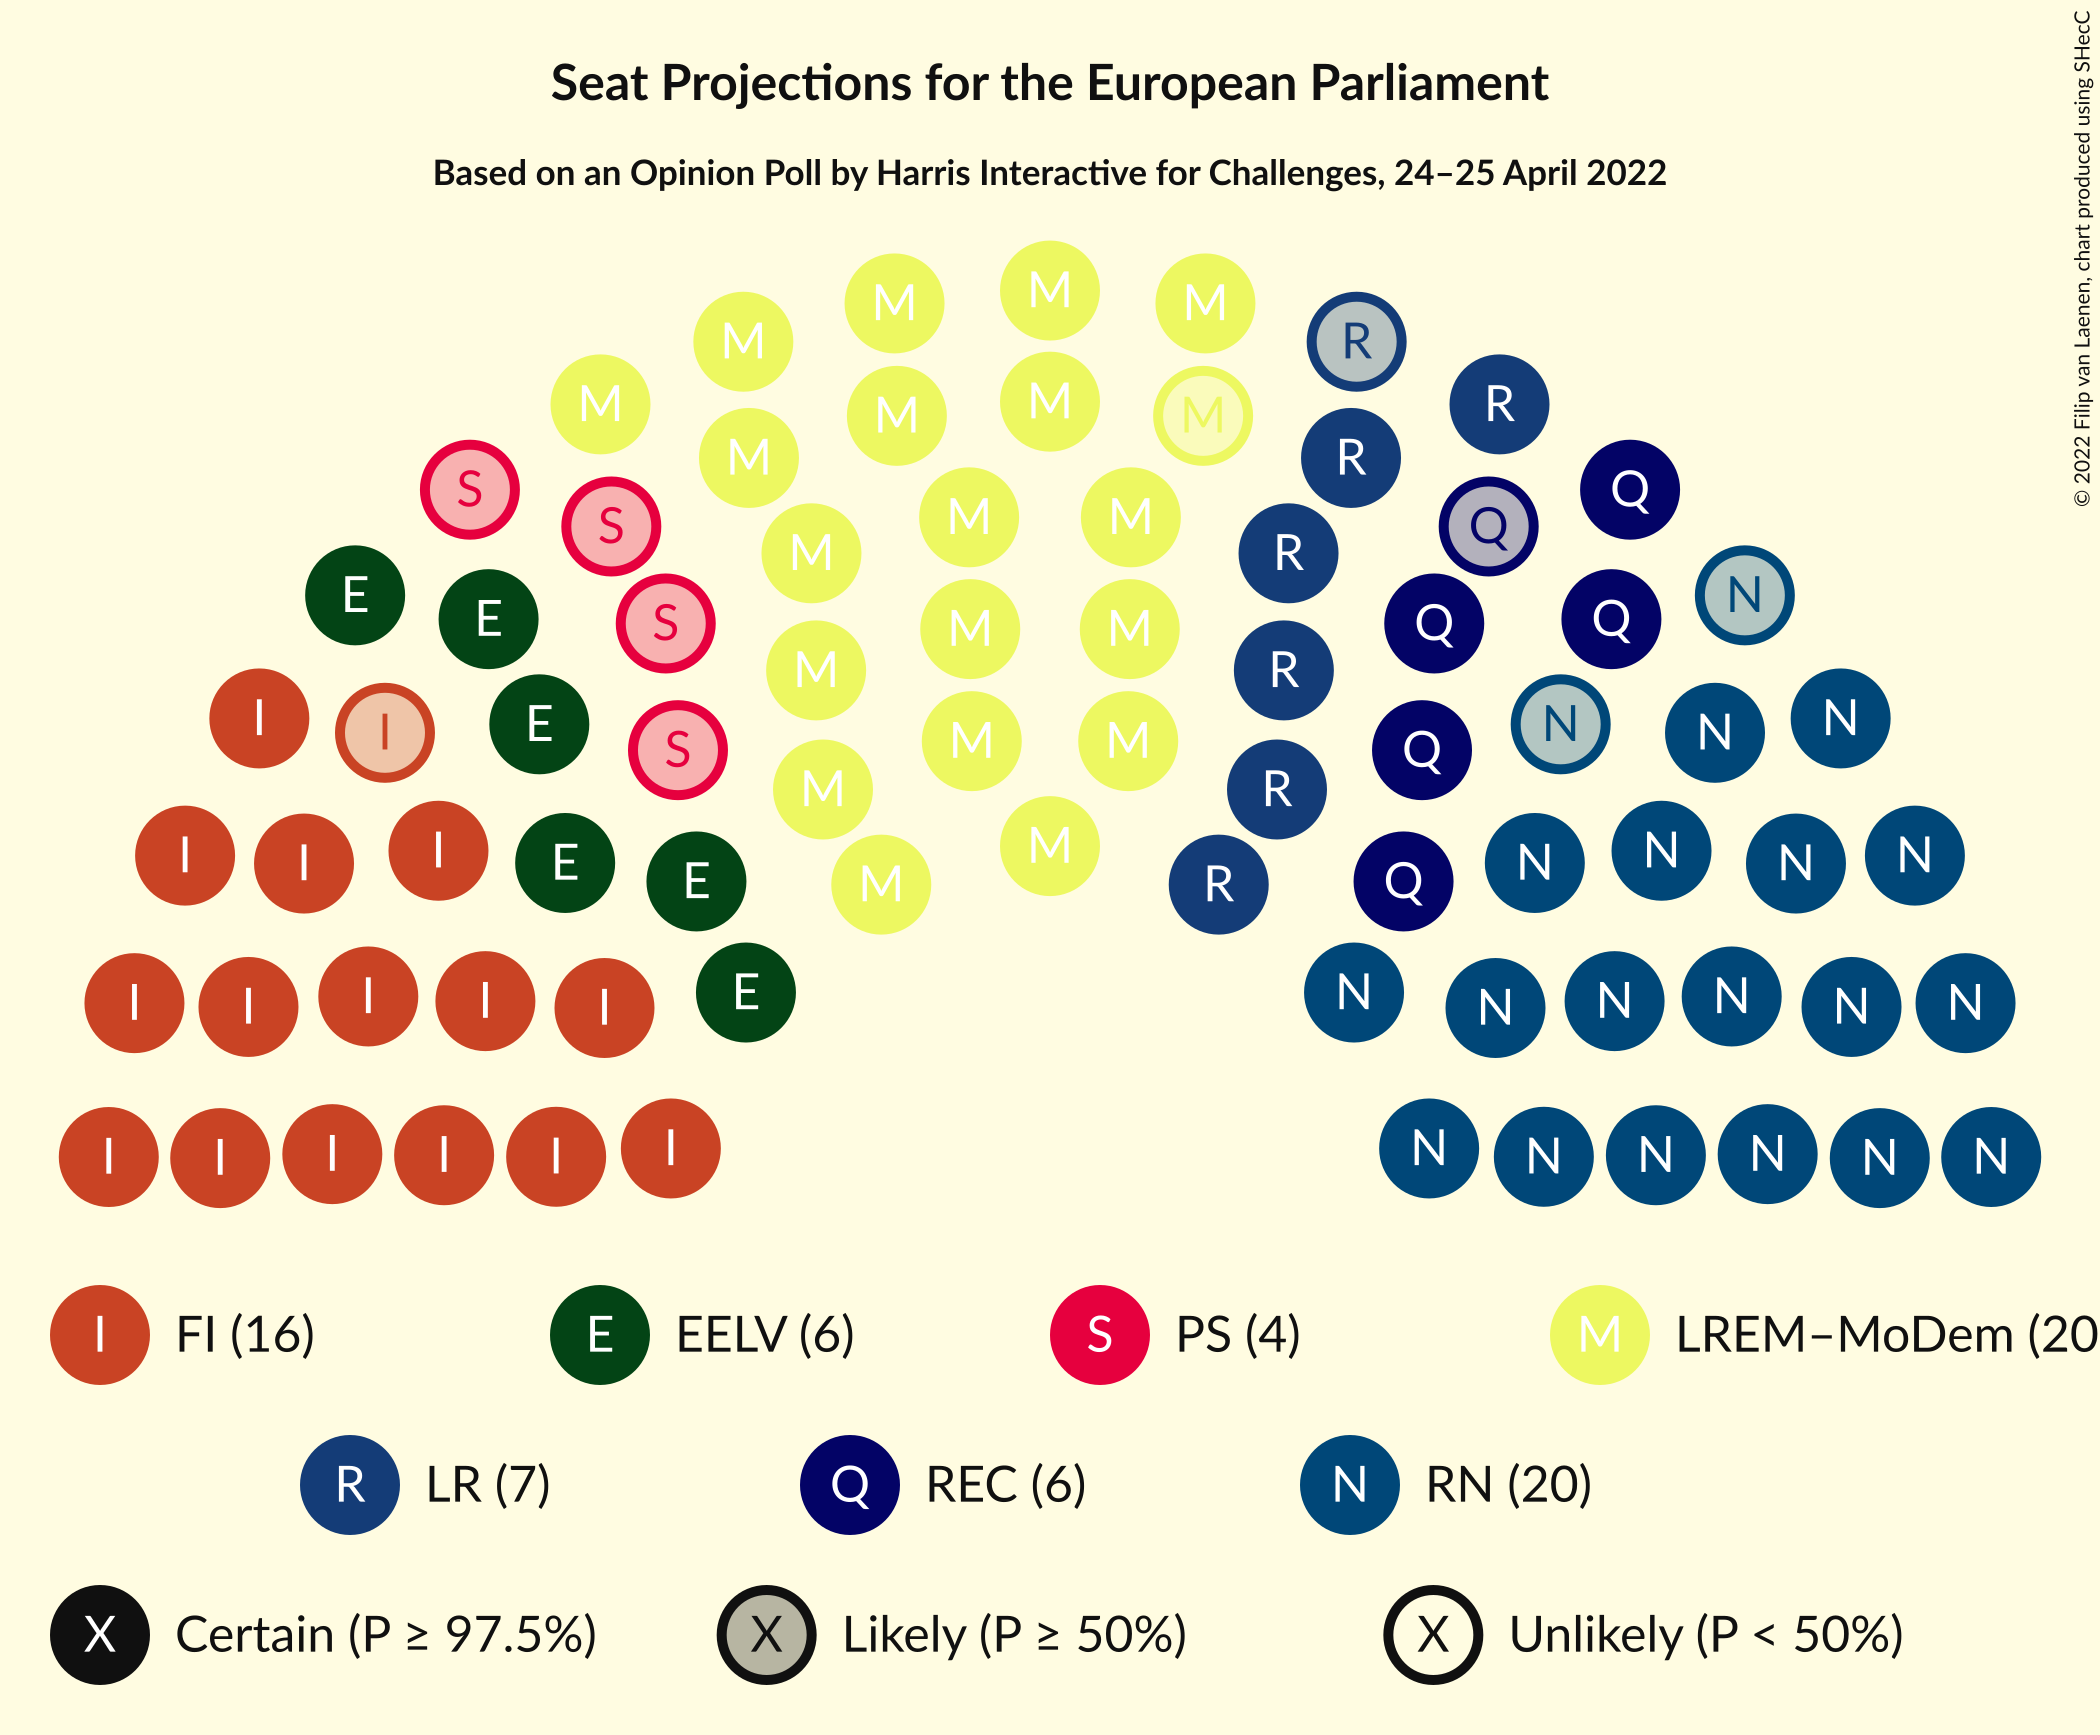 Seat Projections for the European Parliament
Based on an Opinion Poll by Harris Interactive for Challenges, 24–25 April 2022
© 2022 Filip van Laenen, chart produced using SHecC
M M M M M R R
M M M M M R Q Q
S S M M M R N
E E S M M M R Q Q
I I E S M M M R Q N N N
I I I E E M M R Q N N N N
I I I I I E N N N N N N
I I I I I I N N N N N N
I FI (16) E EELV (6) S PS (4) M LREM–MoDem (20
R LR (7) Q REC (6) N RN (20)
X Certain (P ≥ 97.5%) X Likely (P ≥ 50%) X Unlikely (P < 50%)